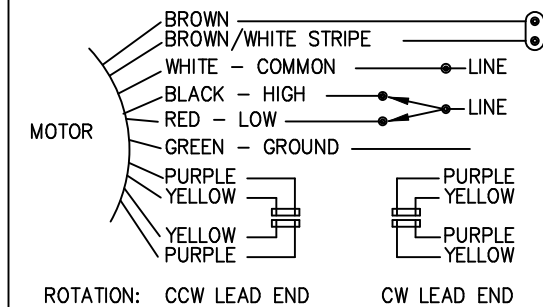 BROWN
BROWN/WHITE STRIPE
WHITE - COMMON LINE
BLACK - HIGH
LINE
RED - LOW
MOTOR
GREEN - GROUND
PURPLE PURPLE
YELLOW YELLOW
YELLOW PURPLE
PURPLE YELLOW
ROTATION: CCW LEAD END CW LEAD END